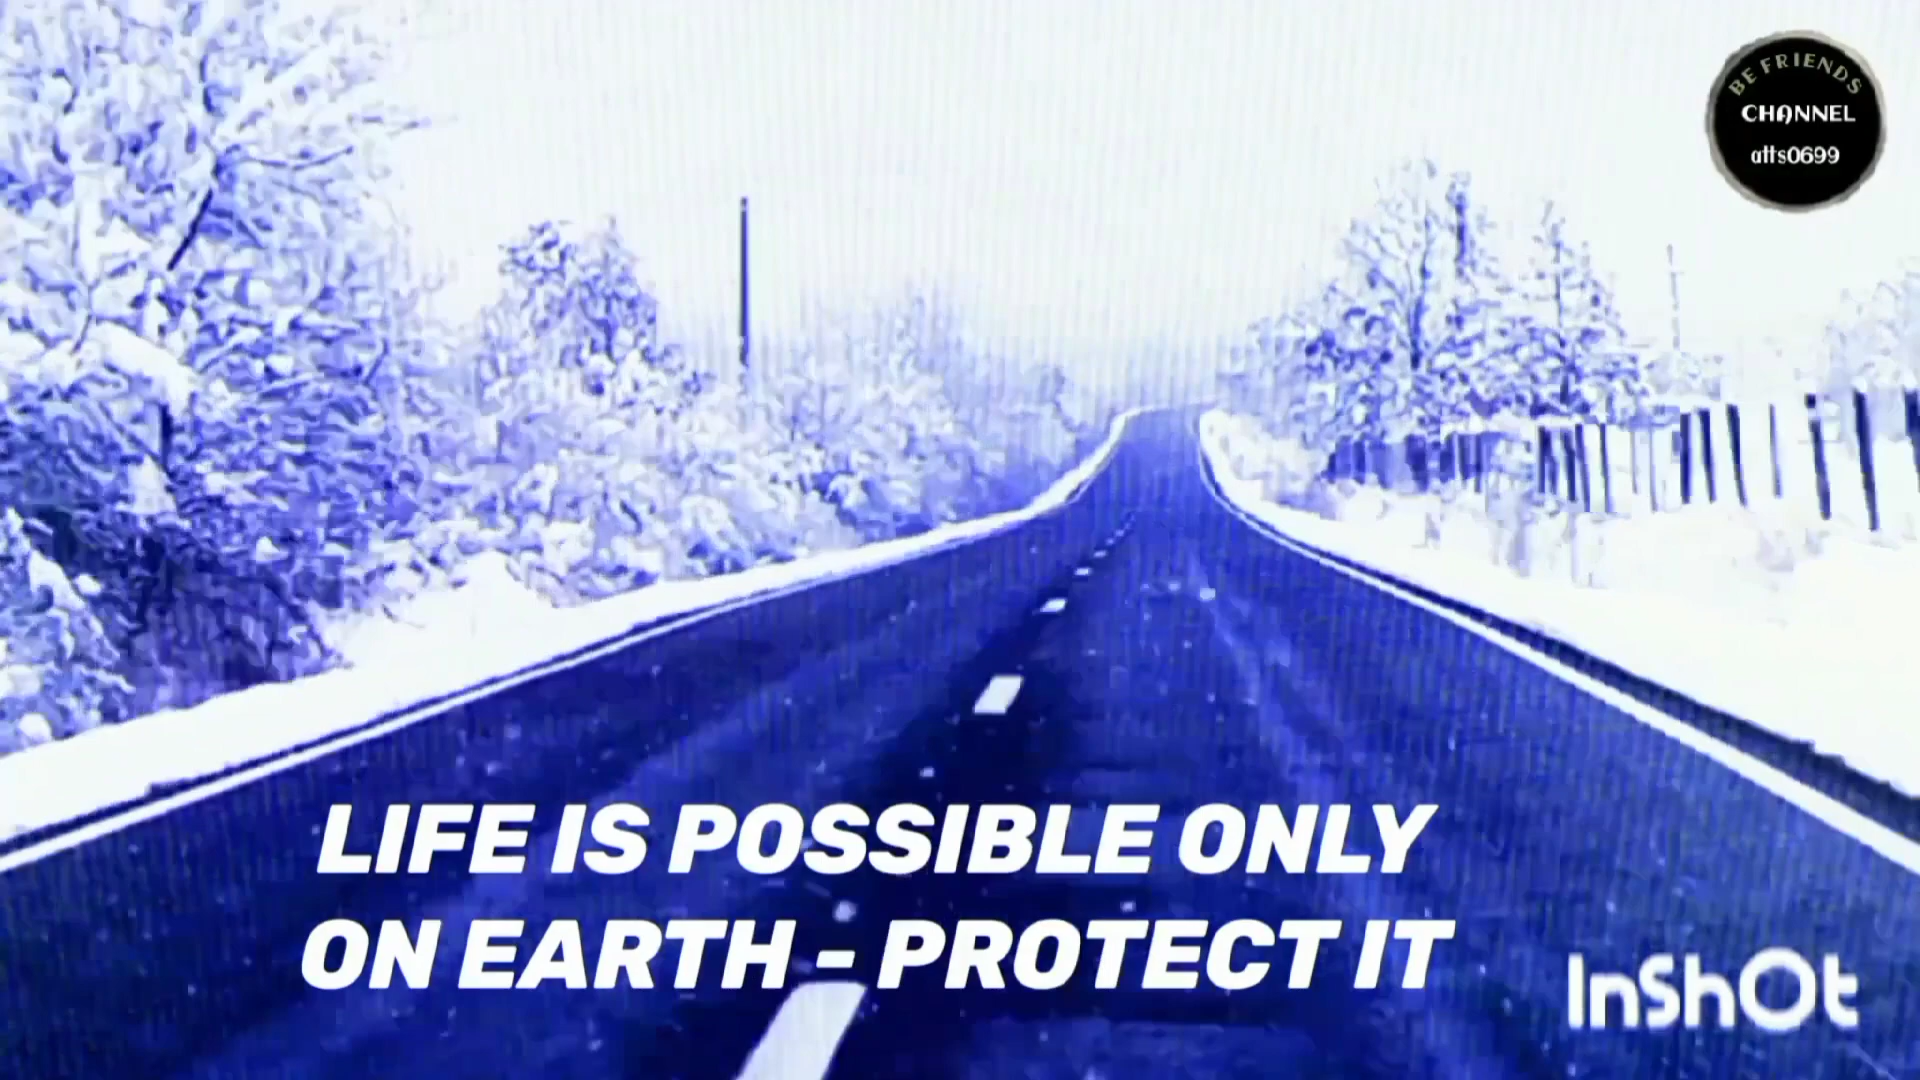 BE FRIENDS
CHANNEL
atts0699
LIFE IS POSSIBLE ONLY
ON EARTH - PROTECT IT
InShOt